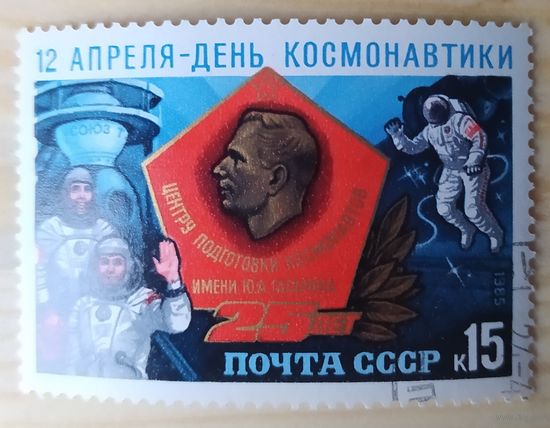 12 АПРЕЛЯ-ДЕНЬ КОСМОНАВТИКИ
СОЮЗ Т
ЦЕНТРУ ПОДГОТОВКИ КОСМОНАВТОВ
ИМЕНИ Ю.А. ГАГАРИНА
25 ЛЕТ
1985
ПОЧТА СССР
к15